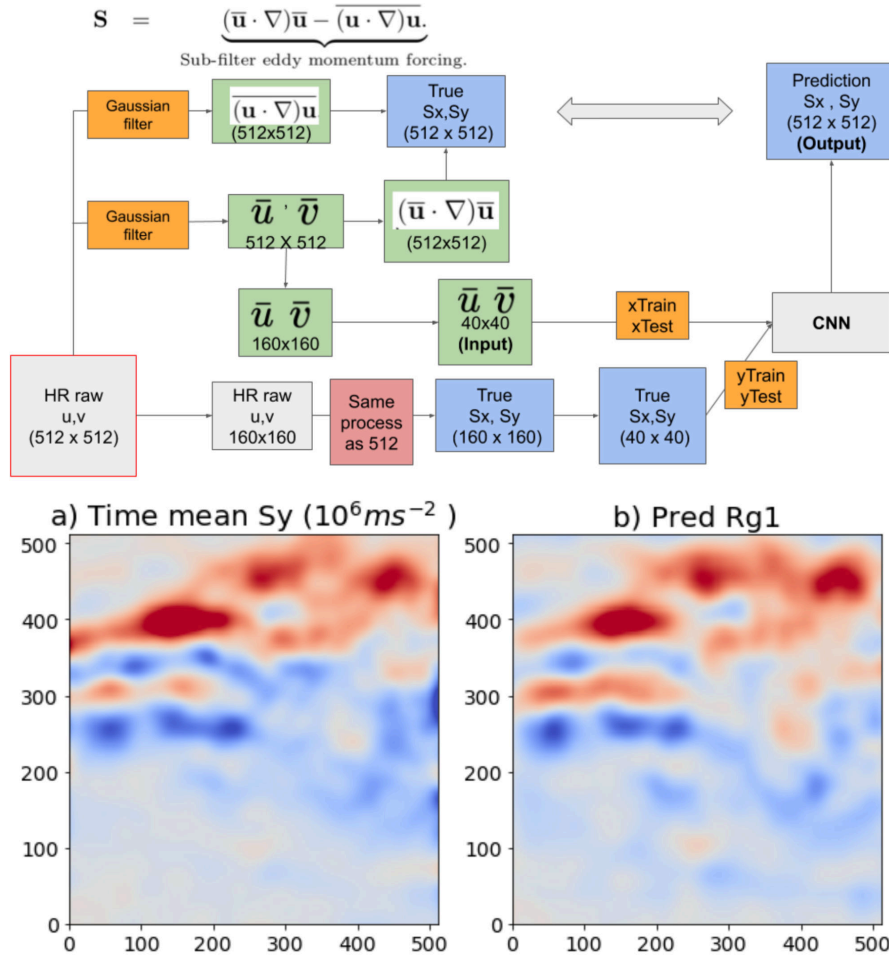 S = (u̅ · ∇)u̅ − \overline{(u · ∇)u}.
Sub-filter eddy momentum forcing.
Gaussian
filter
\overline{(u · ∇)u}
(512x512)
True
Sx,Sy
(512 x 512)
Prediction
Sx , Sy
(512 x 512)
(Output)
Gaussian
filter
u̅ , v̅
512 X 512
(u̅ · ∇)u̅
(512x512)
u̅ v̅
160x160
u̅ v̅
40x40
(Input)
xTrain
xTest
CNN
HR raw
u,v
(512 x 512)
HR raw
u,v
160x160
Same
process
as 512
True
Sx, Sy
(160 x 160)
True
Sx,Sy
(40 x 40)
yTrain
yTest
a) Time mean Sy (10⁶ms⁻² )
500
400
300
200
100
0
0 100 200 300 400 500
b) Pred Rg1
500
400
300
200
100
0
0 100 200 300 400 500